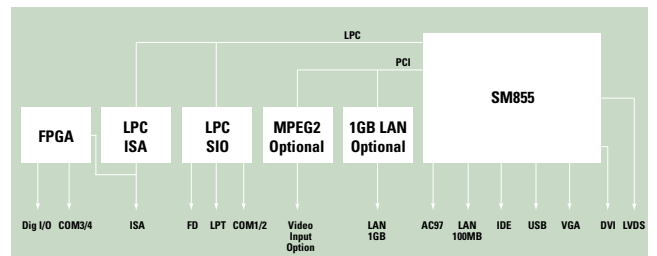 LPC
PCI
SM855
FPGA
LPC
ISA
LPC
SIO
MPEG2
Optional
1GB LAN
Optional
Dig I/O
COM3/4
ISA
FD
LPT
COM1/2
Video
Input
Option
LAN
1GB
AC97
LAN
100MB
IDE
USB
VGA
DVI
LVDS